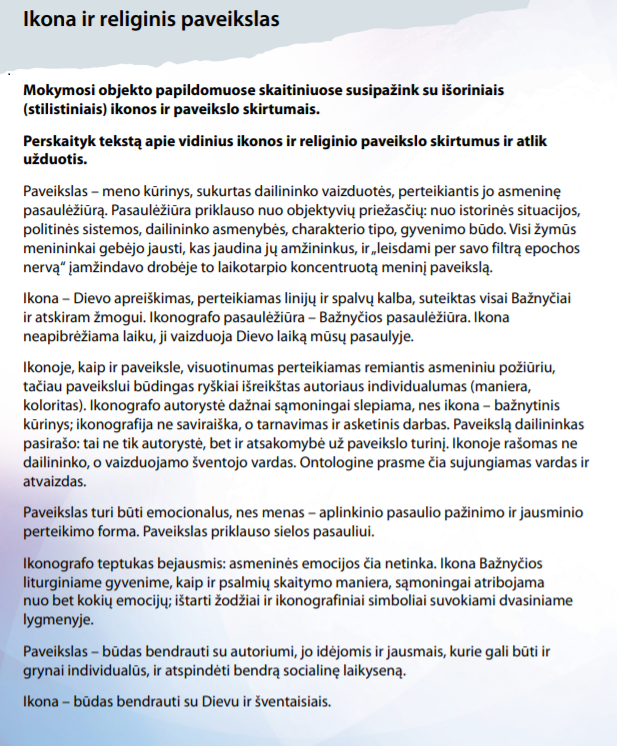 Ikona ir religinis paveikslas
Mokymosi objekto papildomuose skaitiniuose susipažink su išoriniais
(stilistiniais) ikonos ir paveikslo skirtumais.
Perskaityk tekstą apie vidinius ikonos ir religinio paveikslo skirtumus ir atlik
užduotis.
Paveikslas – meno kūrinys, sukurtas dailininko vaizduotės, perteikiantis jo asmeninę
pasaulėžiūrą. Pasaulėžiūra priklauso nuo objektyvių priežasčių: nuo istorinės situacijos,
politinės sistemos, dailininko asmenybės, charakterio tipo, gyvenimo būdo. Visi žymūs
menininkai gebėjo jausti, kas jaudina jų amžininkus, ir „leisdami per savo filtrą epochos
nervą“ įamžindavo drobėje to laikotarpio koncentruotą meninį paveikslą.
Ikona – Dievo apreiškimas, perteikiamas linijų ir spalvų kalba, suteiktas visai Bažnyčiai
ir atskiram žmogui. Ikonografo pasaulėžiūra – Bažnyčios pasaulėžiūra. Ikona
neapibrėžiama laiku, ji vaizduoja Dievo laiką mūsų pasaulyje.
Ikonoje, kaip ir paveiksle, visuotinumas perteikiamas remiantis asmeniniu požiūriu,
tačiau paveikslui būdingas ryškiai išreikštas autoriaus individualumas (maniera,
koloritas). Ikonografo autorystė dažnai sąmoningai slepiama, nes ikona – bažnytinis
kūrinys; ikonografija ne saviraiška, o tarnavimas ir asketinis darbas. Paveikslą dailininkas
pasirašo: tai ne tik autorystė, bet ir atsakomybė už paveikslo turinį. Ikonoje rašomas ne
dailininko, o vaizduojamo šventojo vardas. Ontologine prasme čia sujungiamas vardas ir
atvaizdas.
Paveikslas turi būti emocionalus, nes menas – aplinkinio pasaulio pažinimo ir jausminio
perteikimo forma. Paveikslas priklauso sielos pasauliui.
Ikonografo teptukas bejausmis: asmeninės emocijos čia netinka. Ikona Bažnyčios
liturginiame gyvenime, kaip ir psalmių skaitymo maniera, sąmoningai atribojama
nuo bet kokių emocijų; ištarti žodžiai ir ikonografiniai simboliai suvokiami dvasiniame
lygmenyje.
Paveikslas – būdas bendrauti su autoriumi, jo idėjomis ir jausmais, kurie gali būti ir
grynai individualūs, ir atspindėti bendrą socialinę laikyseną.
Ikona – būdas bendrauti su Dievu ir šventaisiais.